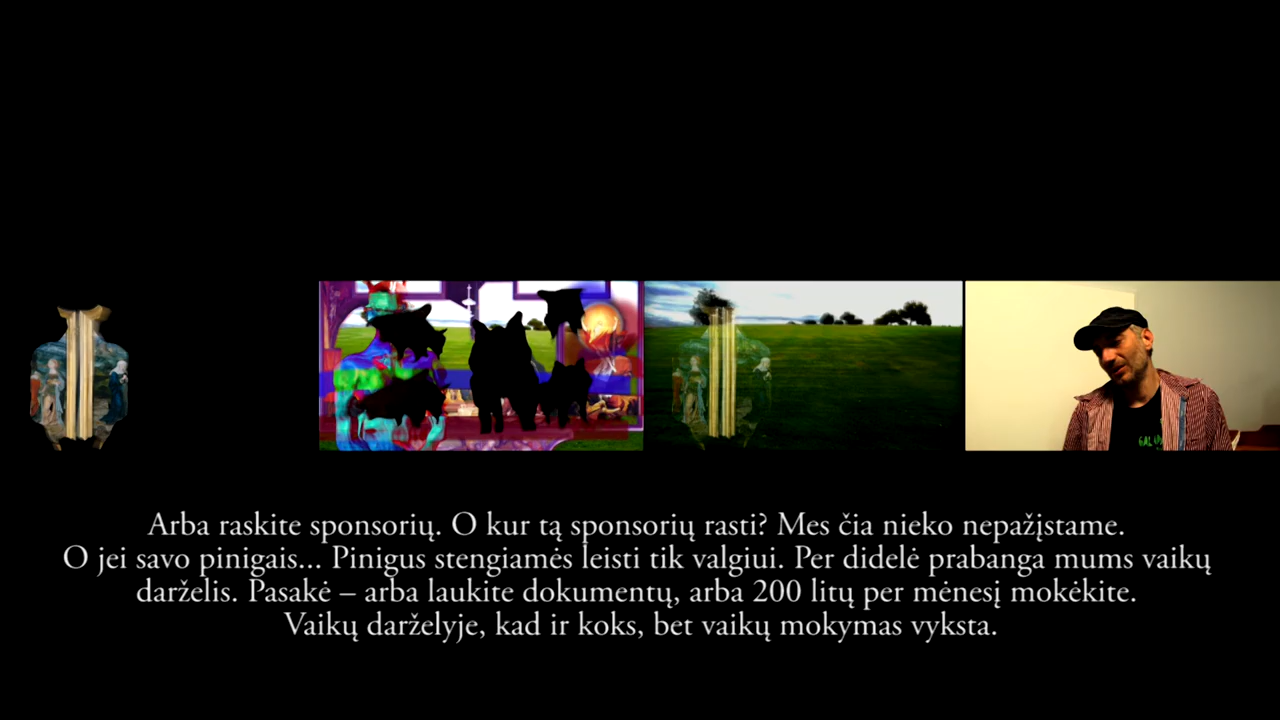 Arba raskite sponsorių. O kur tą sponsorių rasti? Mes čia nieko nepažįstame.
O jei savo pinigais... Pinigus stengiamės leisti tik valgiui. Per didelė prabanga mums vaikų
darželis. Pasakė – arba laukite dokumentų, arba 200 litų per mėnesį mokėkite.
Vaikų darželyje, kad ir koks, bet vaikų mokymas vyksta.